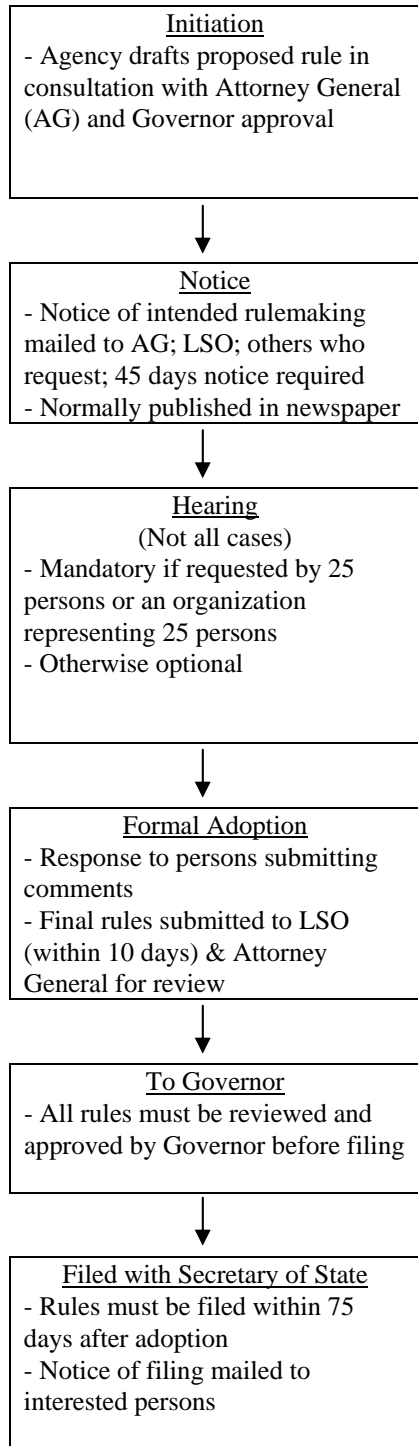 Initiation
- Agency drafts proposed rule in
consultation with Attorney General
(AG) and Governor approval
Notice
- Notice of intended rulemaking
mailed to AG; LSO; others who
request; 45 days notice required
- Normally published in newspaper
Hearing
(Not all cases)
- Mandatory if requested by 25
persons or an organization
representing 25 persons
- Otherwise optional
Formal Adoption
- Response to persons submitting
comments
- Final rules submitted to LSO
(within 10 days) & Attorney
General for review
To Governor
- All rules must be reviewed and
approved by Governor before filing
Filed with Secretary of State
- Rules must be filed within 75
days after adoption
- Notice of filing mailed to
interested persons